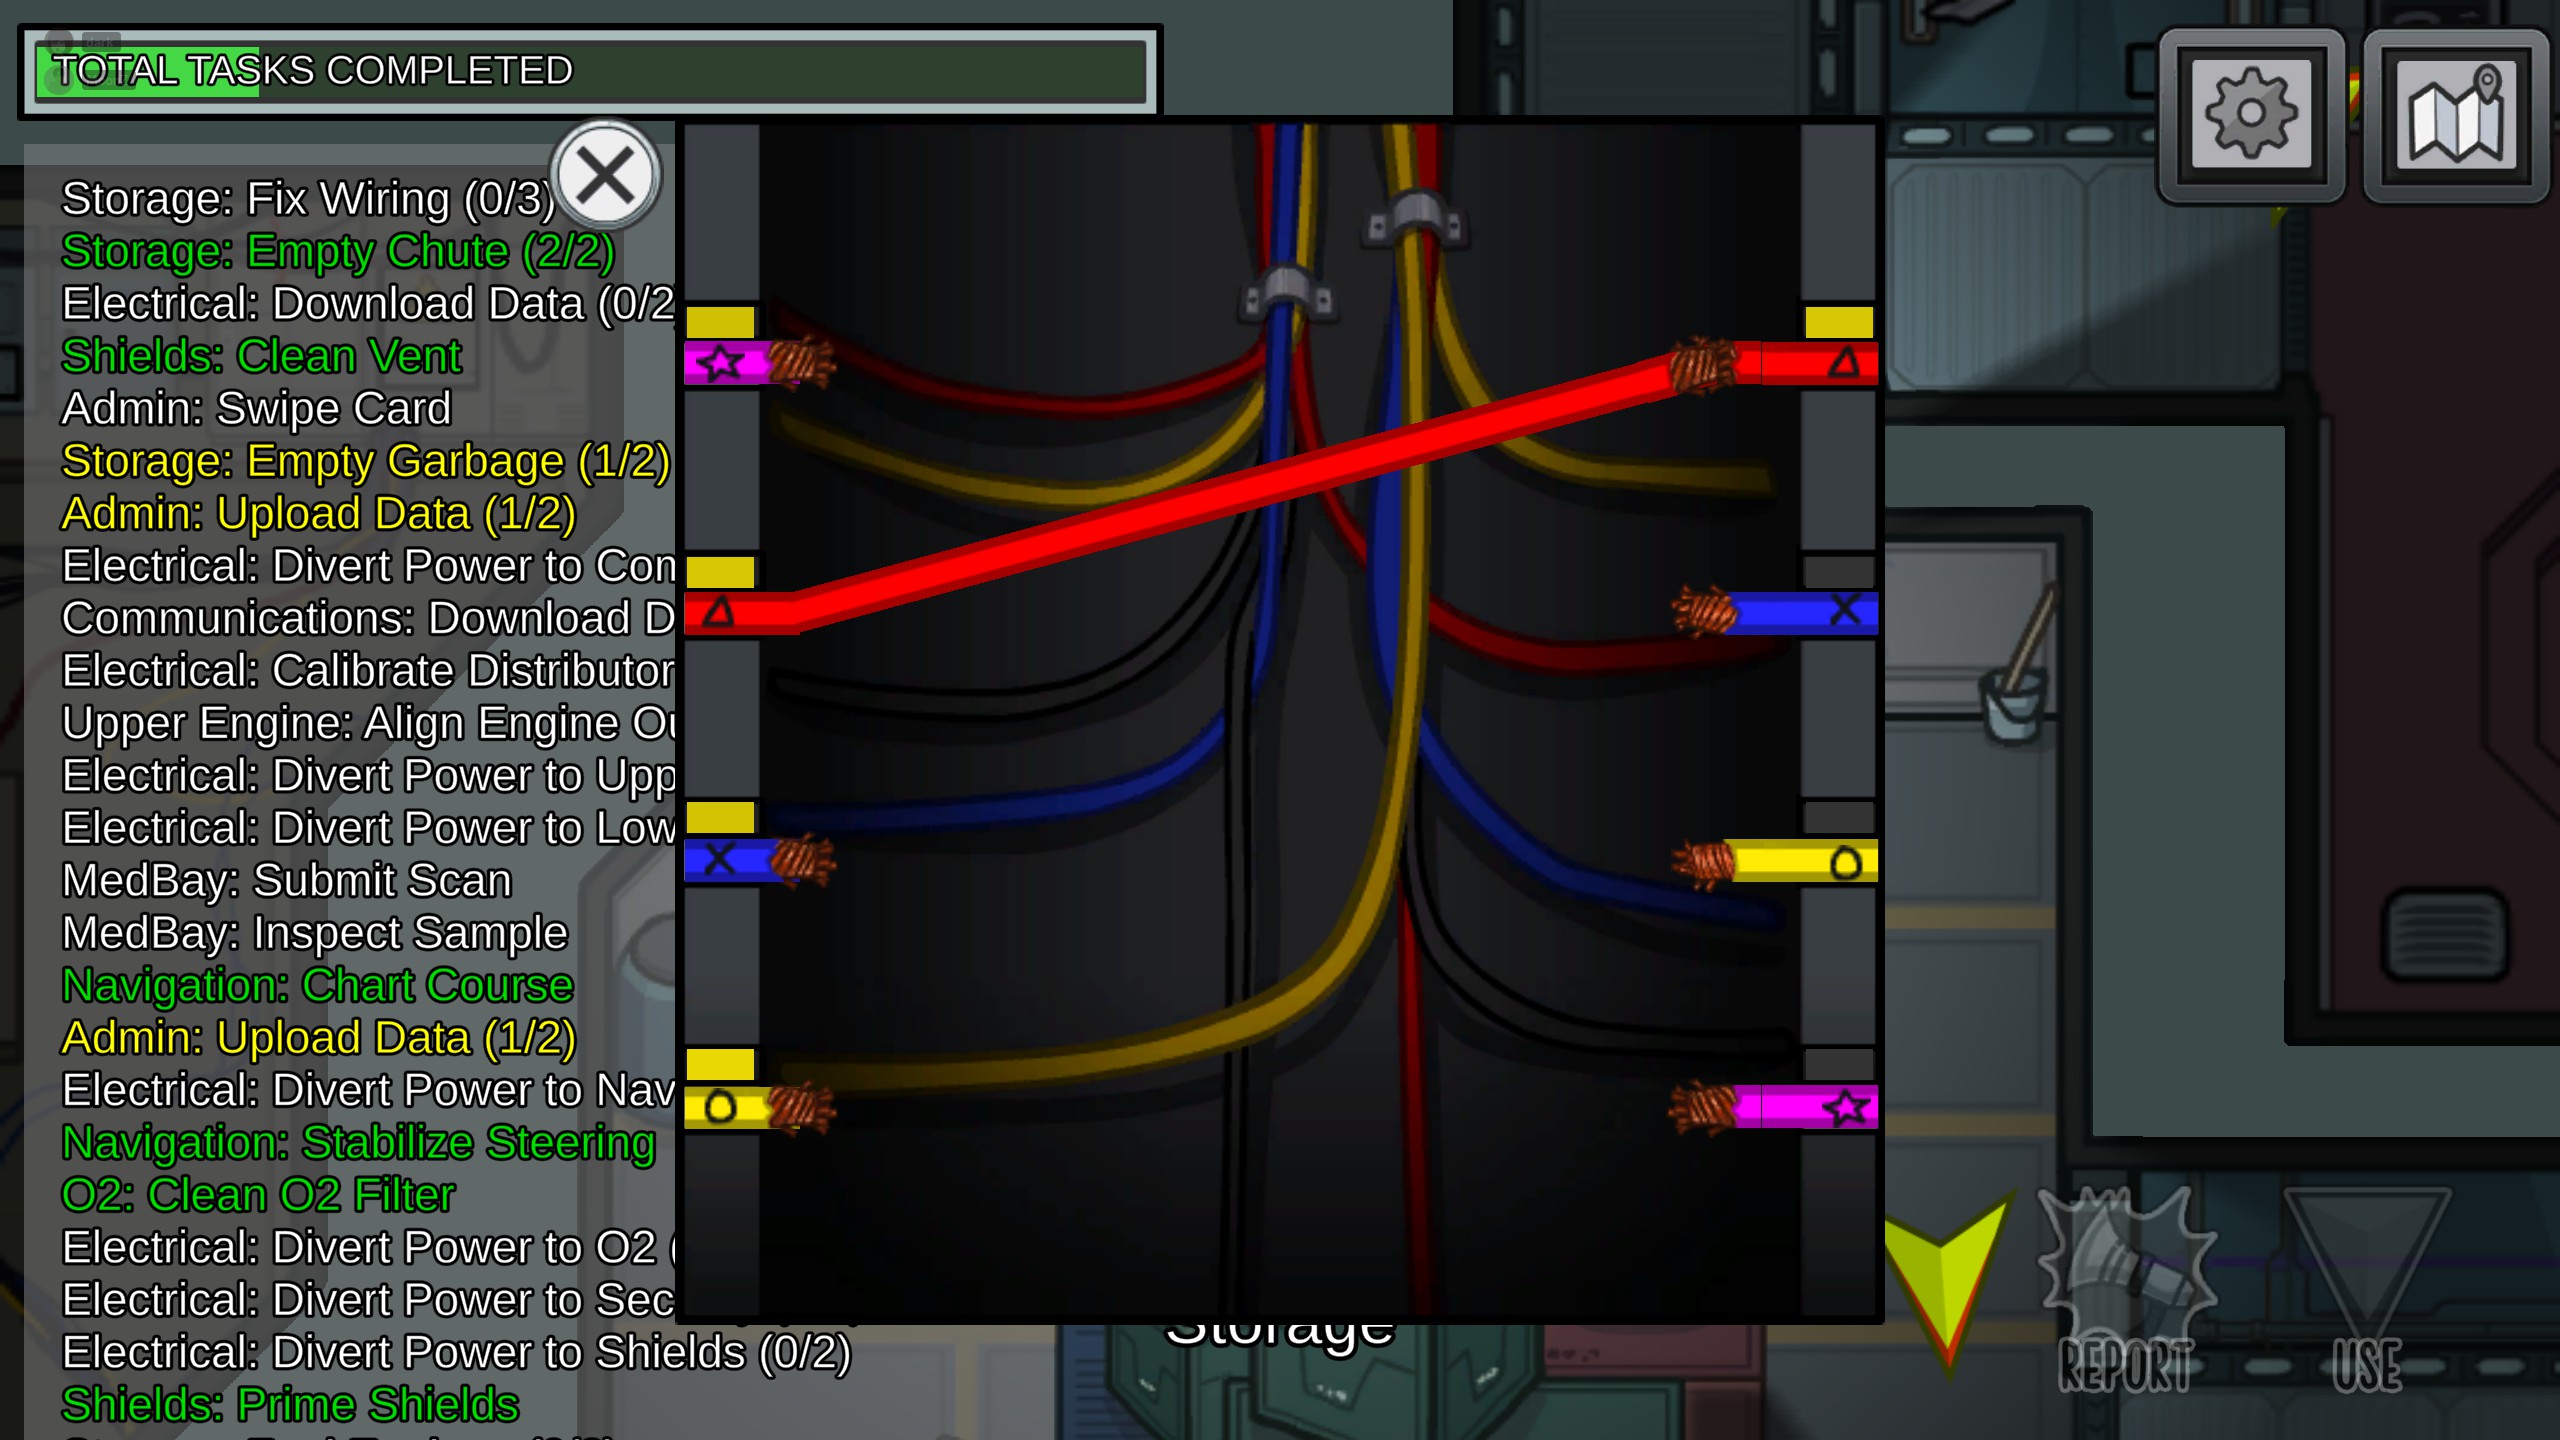 TOTAL TASKS COMPLETED
Storage: Fix Wiring (0/3)
Storage: Empty Chute (2/2)
Electrical: Download Data (0/2
Shields: Clean Vent
Admin: Swipe Card
Storage: Empty Garbage (1/2)
Admin: Upload Data (1/2)
Electrical: Divert Power to Com
Communications: Download D
Electrical: Calibrate Distributor
Upper Engine: Align Engine Ou
Electrical: Divert Power to Upp
Electrical: Divert Power to Low
MedBay: Submit Scan
MedBay: Inspect Sample
Navigation: Chart Course
Admin: Upload Data (1/2)
Electrical: Divert Power to Nav
Navigation: Stabilize Steering
O2: Clean O2 Filter
Electrical: Divert Power to O2 (
Electrical: Divert Power to Sec
Electrical: Divert Power to Shields (0/2)
Shields: Prime Shields
Storage
REPORT
USE